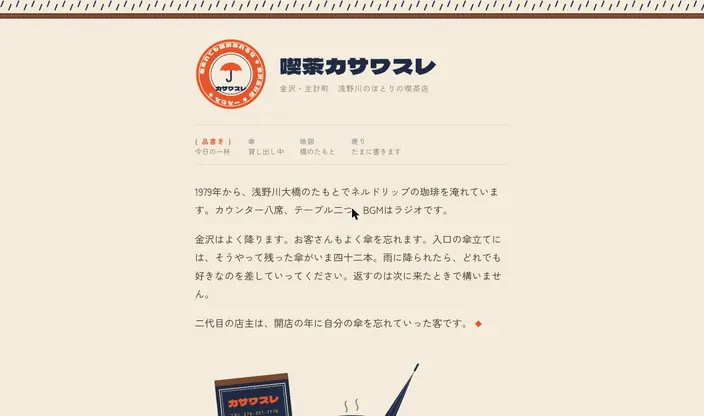 喫茶カサワスレ
カサワスレ
金沢・主計町　浅野川のほとりの喫茶店
( 品書き )　傘　地図　便り
今日の一杯　貸し出し中　橋のたもと　たまに書きます
1979年から、浅野川大橋のたもとでネルドリップの珈琲を淹れていま
す。カウンター八席、テーブル二つ、BGMはラジオです。
金沢はよく降ります。お客さんもよく傘を忘れます。入口の傘立てに
は、そうやって残った傘がいま四十二本。雨に降られたら、どれでも
好きなのを差していってください。返すのは次に来たときで構いませ
ん。
二代目の店主は、開店の年に自分の傘を忘れていった客です。
カサワスレ